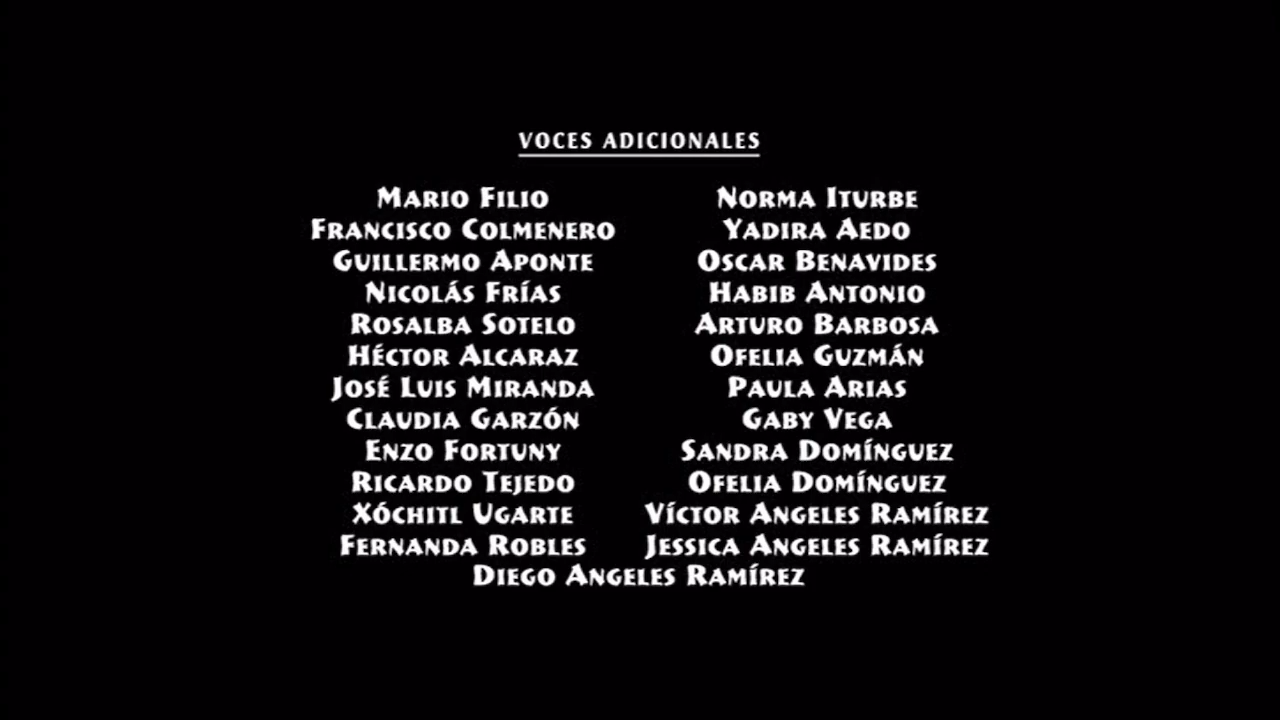 VOCES ADICIONALES
MARIO FILIO NORMA ITURBE
FRANCISCO COLMENERO YADIRA AEDO
GUILLERMO APONTE OSCAR BENAVIDES
NICOLÁS FRÍAS HABIB ANTONIO
ROSALBA SOTELO ARTURO BARBOSA
HÉCTOR ALCARAZ OFELIA GUZMÁN
JOSÉ LUIS MIRANDA PAULA ARIAS
CLAUDIA GARZÓN GABY VEGA
ENZO FORTUNY SANDRA DOMÍNGUEZ
RICARDO TEJEDO OFELIA DOMÍNGUEZ
XÓCHITL UGARTE VÍCTOR ANGELES RAMÍREZ
FERNANDA ROBLES JESSICA ANGELES RAMÍREZ
DIEGO ANGELES RAMÍREZ